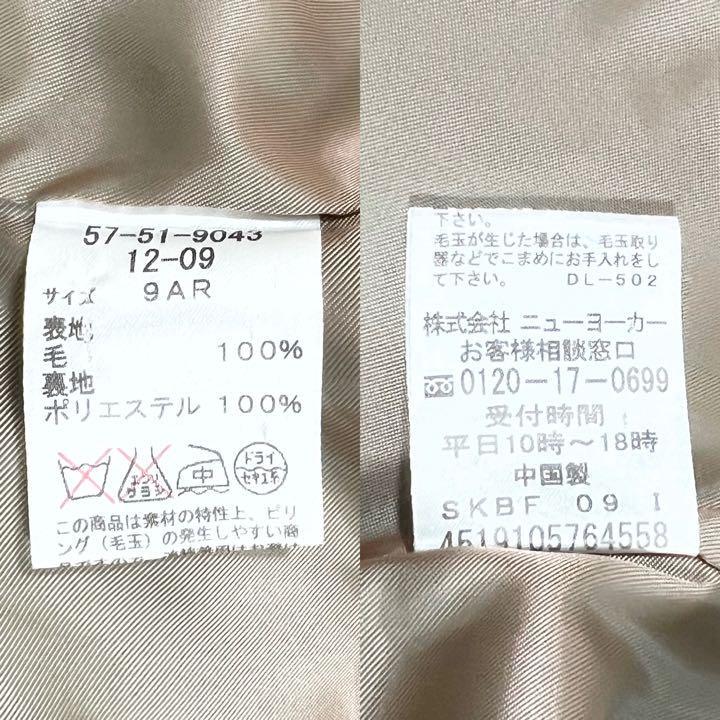 57-51-9043
12-09
サイズ 9AR
表地
毛 100%
裏地
ポリエステル 100%
エンソ
サラシ
中
ドライ
セキユ系
この商品は素材の特性上、ピリ
ング（毛玉）の発生しやすい商
下さい。
毛玉が生じた場合は、毛玉取り
器などでこまめにお手入れをし
て下さい。 DL-502
株式会社 ニューヨーカー
お客様相談窓口
0120-17-0699
受付時間
平日10時～18時
中国製
SKBF 09 I
4519105764558